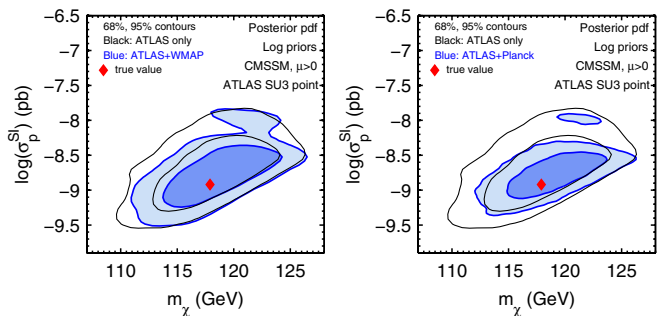 68%, 95% contours
Black: ATLAS only
Blue: ATLAS+WMAP
true value
Posterior pdf
Log priors
CMSSM, μ>0
ATLAS SU3 point
−6.5
−7
−7.5
−8
−8.5
−9
−9.5
log(σ_p^SI) (pb)
110 115 120 125
m_χ (GeV)
68%, 95% contours
Black: ATLAS only
Blue: ATLAS+Planck
true value
Posterior pdf
Log priors
CMSSM, μ>0
ATLAS SU3 point
−6.5
−7
−7.5
−8
−8.5
−9
−9.5
log(σ_p^SI) (pb)
110 115 120 125
m_χ (GeV)